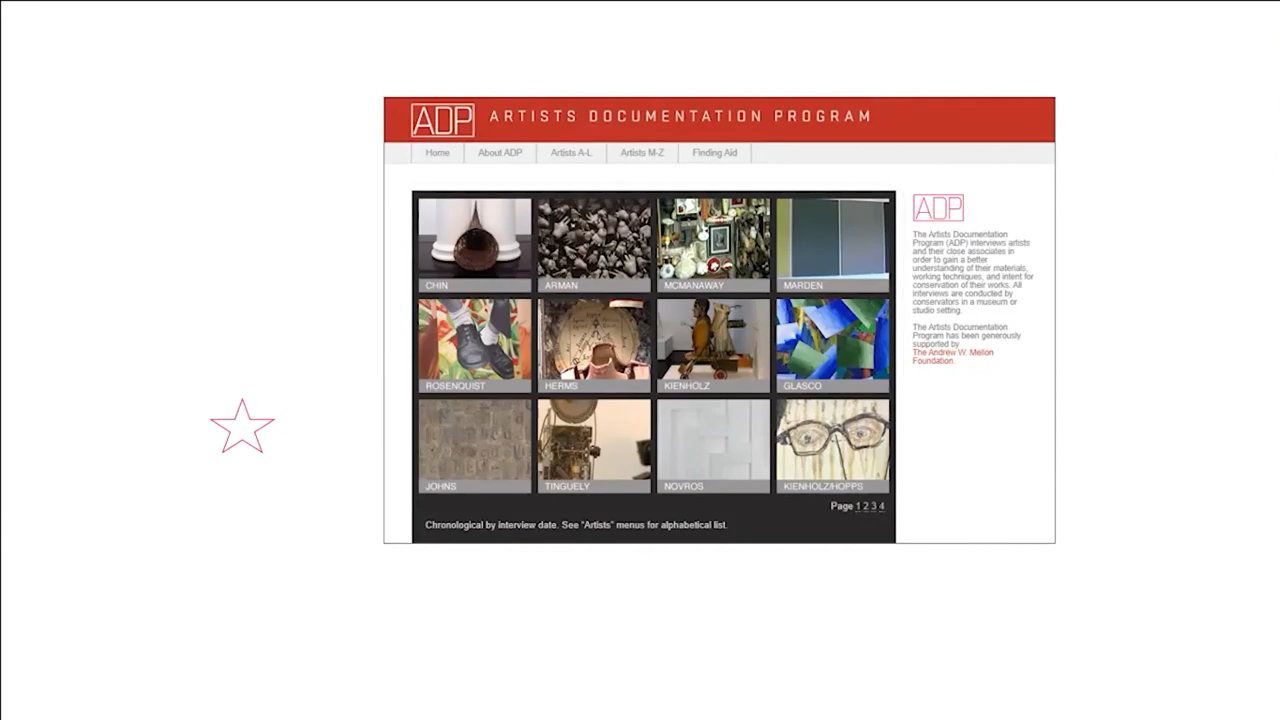 ADP ARTISTS DOCUMENTATION PROGRAM
Home About ADP Artists A-L Artists M-Z Finding Aid
CHIN ARMAN MCMANAWAY MARDEN
ROSENQUIST HERMS KIENHOLZ GLASCO
JOHNS TINGUELY NOVROS KIENHOLZ/HOPPS
Page 1 2 3 4
Chronological by interview date. See "Artists" menus for alphabetical list.
ADP
The Artists Documentation
Program (ADP) interviews artists
and their close associates in
order to gain a better
understanding of their materials,
working techniques, and intent for
conservation of their works. All
interviews are conducted by
conservators in a museum or
studio setting.
The Artists Documentation
Program has been generously
supported by
The Andrew W. Mellon
Foundation.